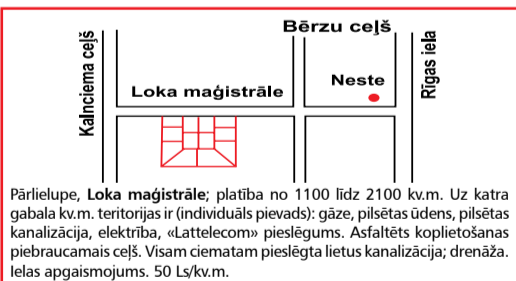 Bērzu ceļš
Kalnciema ceļš
Neste
Rīgas iela
Loka maģistrāle
Pārlielupe, Loka maģistrāle; platība no 1100 līdz 2100 kv.m. Uz katra
gabala kv.m. teritorijas ir (individuāls pievads): gāze, pilsētas ūdens, pilsētas
kanalizācija, elektrība, «Lattelecom» pieslēgums. Asfaltēts koplietošanas
piebraucamais ceļš. Visam ciematam pieslēgta lietus kanalizācija; drenāža.
Ielas apgaismojums. 50 Ls/kv.m.